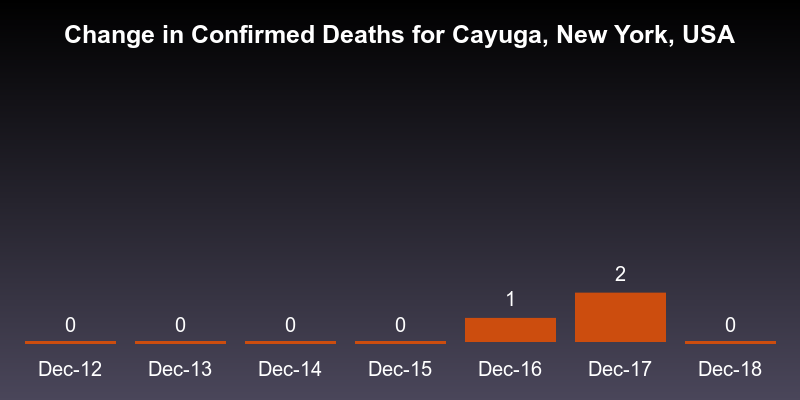 Change in Confirmed Deaths for Cayuga, New York, USA
2
1
0 0 0 0 0
Dec-12 Dec-13 Dec-14 Dec-15 Dec-16 Dec-17 Dec-18